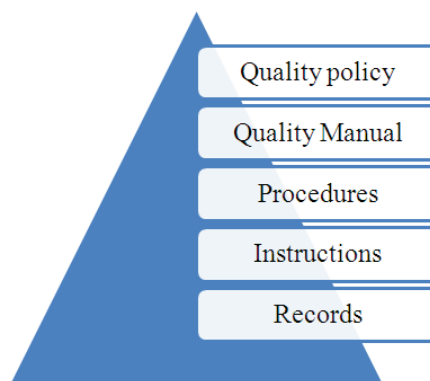 Quality policy
Quality Manual
Procedures
Instructions
Records